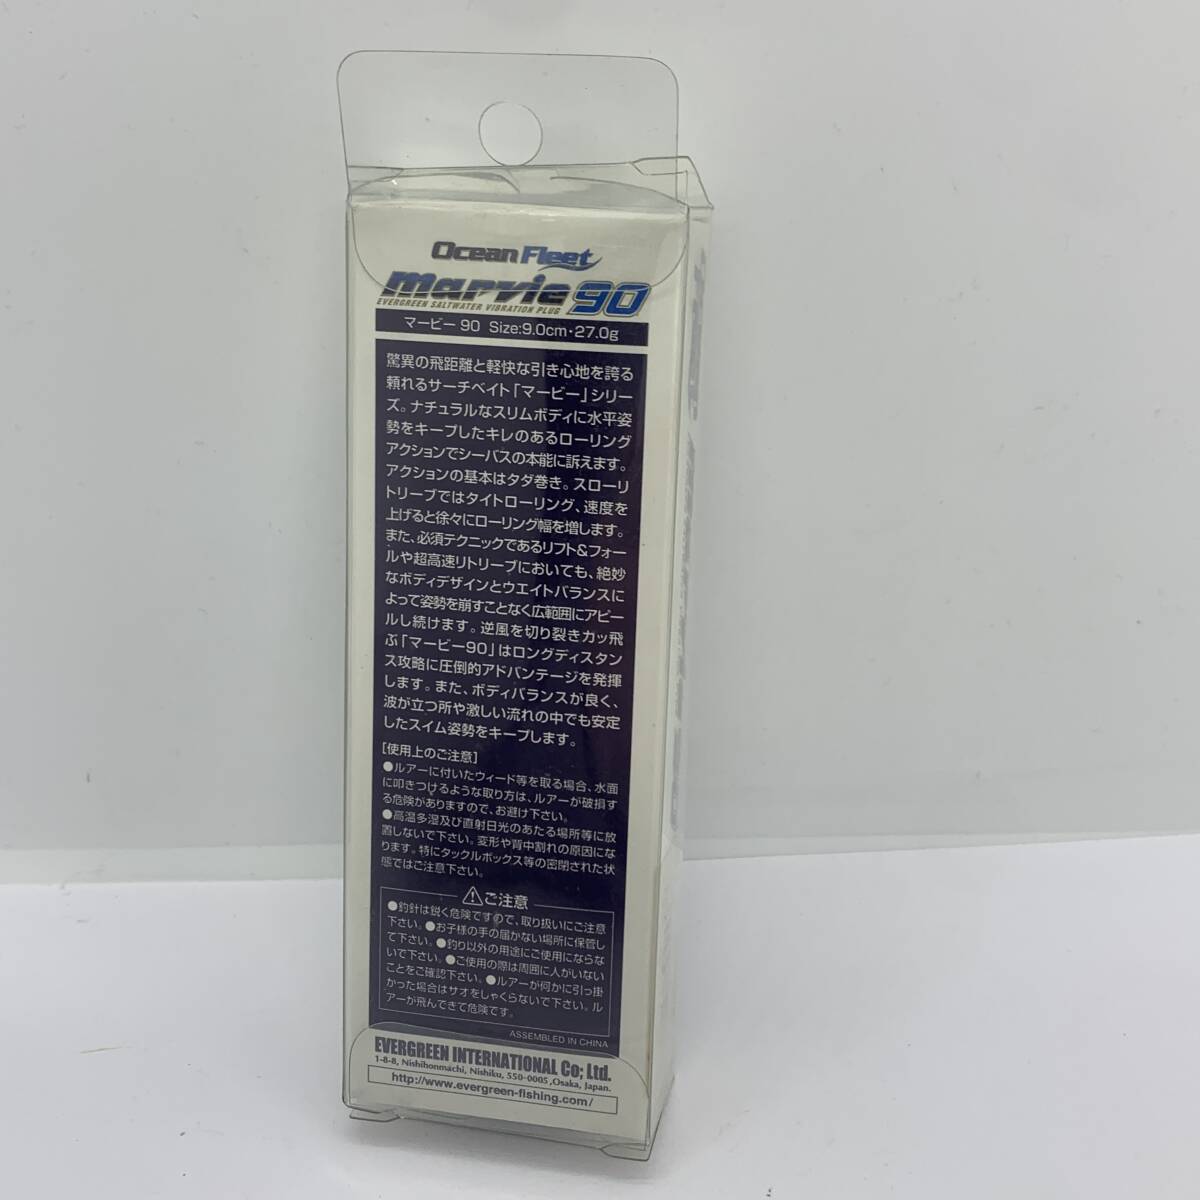 Ocean Fleet
marvie 90
EVERGREEN SALTWATER VIBRATION PLUG
マービー 90 Size:9.0cm・27.0g
驚異の飛距離と軽快な引き心地を誇る
頼れるサーチベイト「マービー」シリー
ズ。ナチュラルなスリムボディに水平姿
勢をキープしたキレのあるローリング
アクションでシーバスの本能に訴えます。
アクションの基本はタダ巻き。スローリ
トリーブではタイトローリング、速度を
上げると徐々にローリング幅を増します。
また、必須テクニックであるリフト&フォー
ルや超高速リトリーブにおいても、絶妙
なボディデザインとウエイトバランスに
よって姿勢を崩すことなく広範囲にアピー
ルし続けます。逆風を切り裂きカッ飛
ぶ「マービー90」はロングディスタン
ス攻略に圧倒的アドバンテージを発揮
します。また、ボディバランスが良く、
波が立つ所や激しい流れの中でも安定
したスイム姿勢をキープします。
[使用上のご注意]
●ルアーに付いたウィード等を取る場合、水面
に叩きつけるような取り方は、ルアーが破損す
る危険がありますので、お避け下さい。
●高温多湿及び直射日光のあたる場所等に放
置しないで下さい。変形や背中割れの原因にな
ります。特にタックルボックス等の密閉された状
態ではご注意下さい。
⚠ご注意
●釣針は鋭く危険ですので、取り扱いにご注意
下さい。●お子様の手の届かない場所に保管し
て下さい。●釣り以外の用途にご使用にならな
いで下さい。●ご使用の際は周囲に人がいない
ことをご確認下さい。●ルアーが何かに引っ掛
かった場合はサオをしゃくらないで下さい。ル
アーが飛んできて危険です。
ASSEMBLED IN CHINA
EVERGREEN INTERNATIONAL Co; Ltd.
1-8-8, Nishihonmachi, Nishiku, 550-0005, Osaka, Japan.
http://www.evergreen-fishing.com/